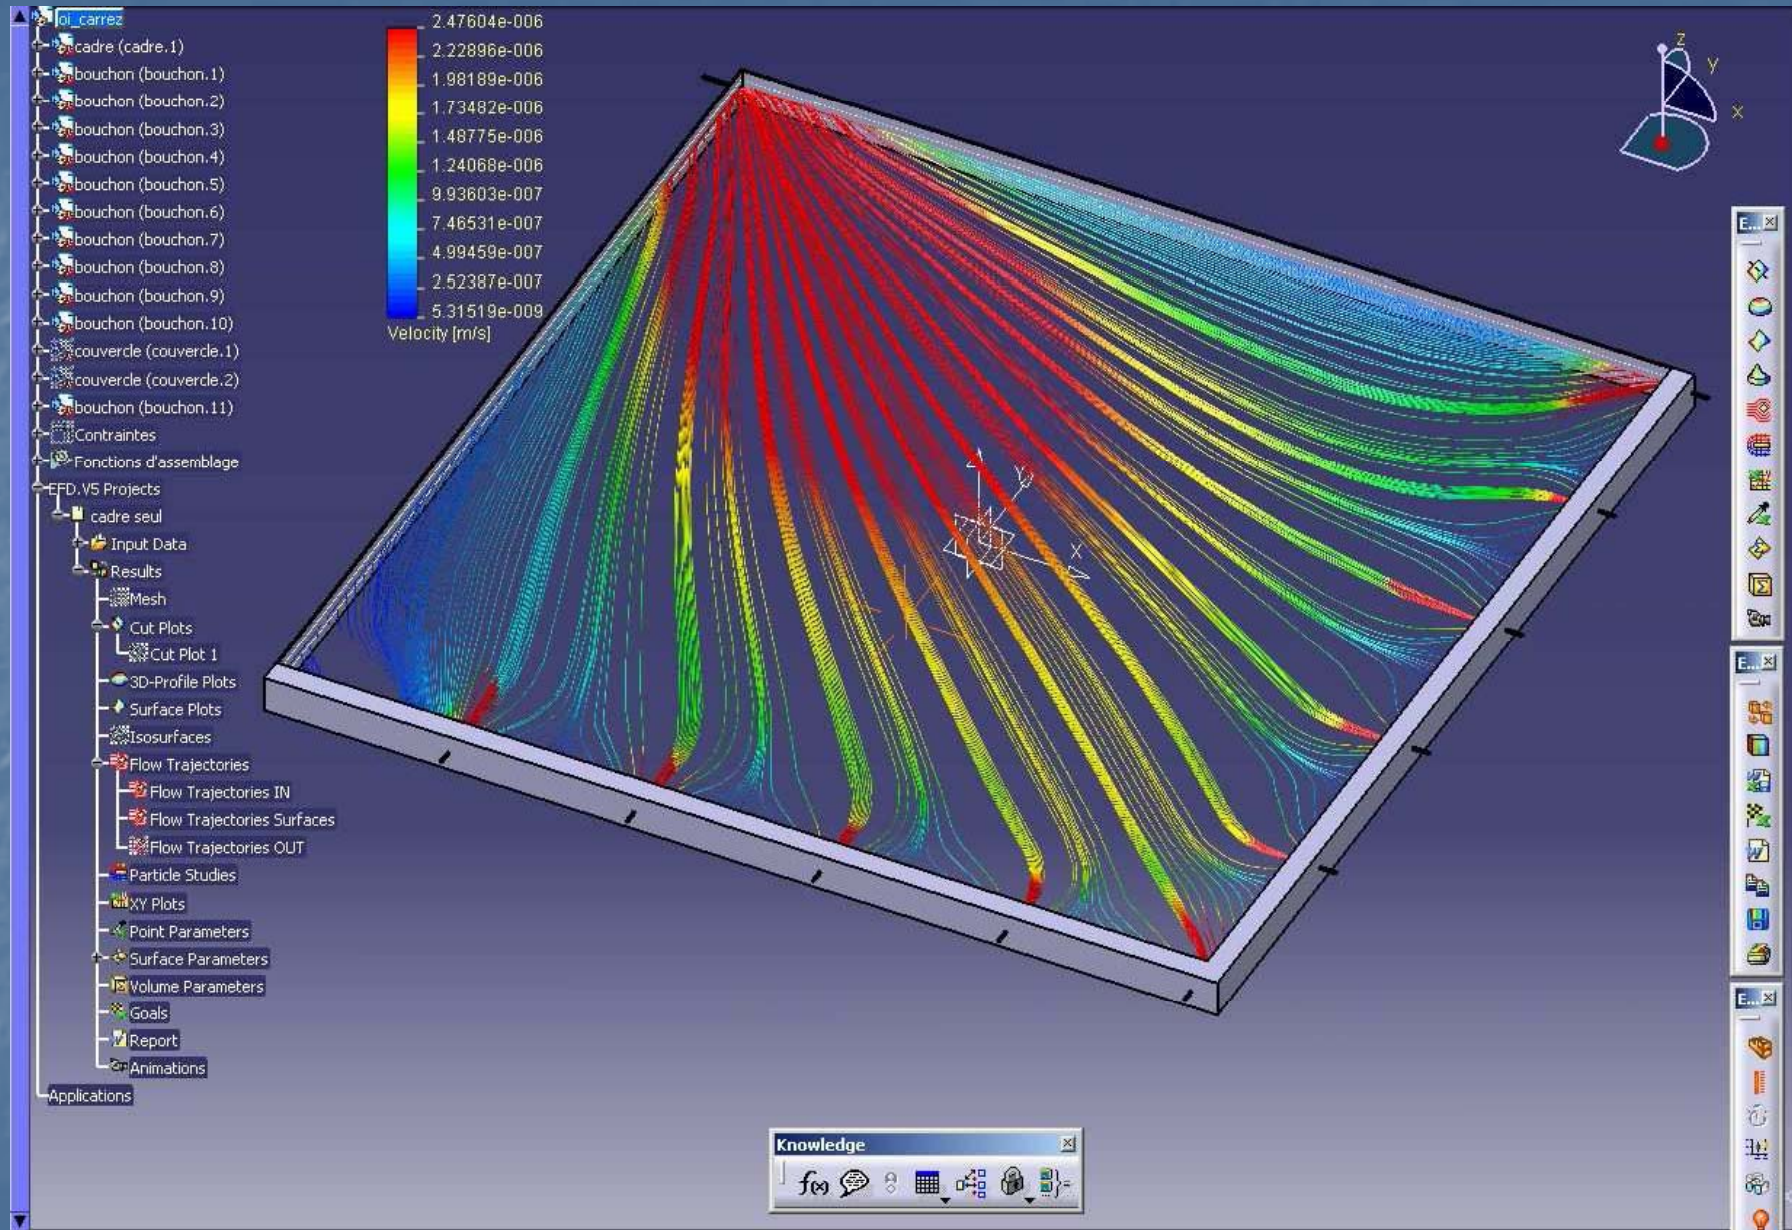 oi_carrez
cadre (cadre.1)
bouchon (bouchon.1)
bouchon (bouchon.2)
bouchon (bouchon.3)
bouchon (bouchon.4)
bouchon (bouchon.5)
bouchon (bouchon.6)
bouchon (bouchon.7)
bouchon (bouchon.8)
bouchon (bouchon.9)
bouchon (bouchon.10)
couvercle (couvercle.1)
couvercle (couvercle.2)
bouchon (bouchon.11)
Contraintes
Fonctions d'assemblage
EFD.V5 Projects
cadre seul
Input Data
Results
Mesh
Cut Plots
Cut Plot 1
3D-Profile Plots
Surface Plots
Isosurfaces
Flow Trajectories
Flow Trajectories IN
Flow Trajectories Surfaces
Flow Trajectories OUT
Particle Studies
XY Plots
Point Parameters
Surface Parameters
Volume Parameters
Goals
Report
Animations
Applications
2.47604e-006
2.22896e-006
1.98189e-006
1.73482e-006
1.48775e-006
1.24068e-006
9.93603e-007
7.46531e-007
4.99459e-007
2.52387e-007
5.31519e-009
Velocity [m/s]
z
y
x
Y
X
E...
E...
E...
Knowledge
f(x)